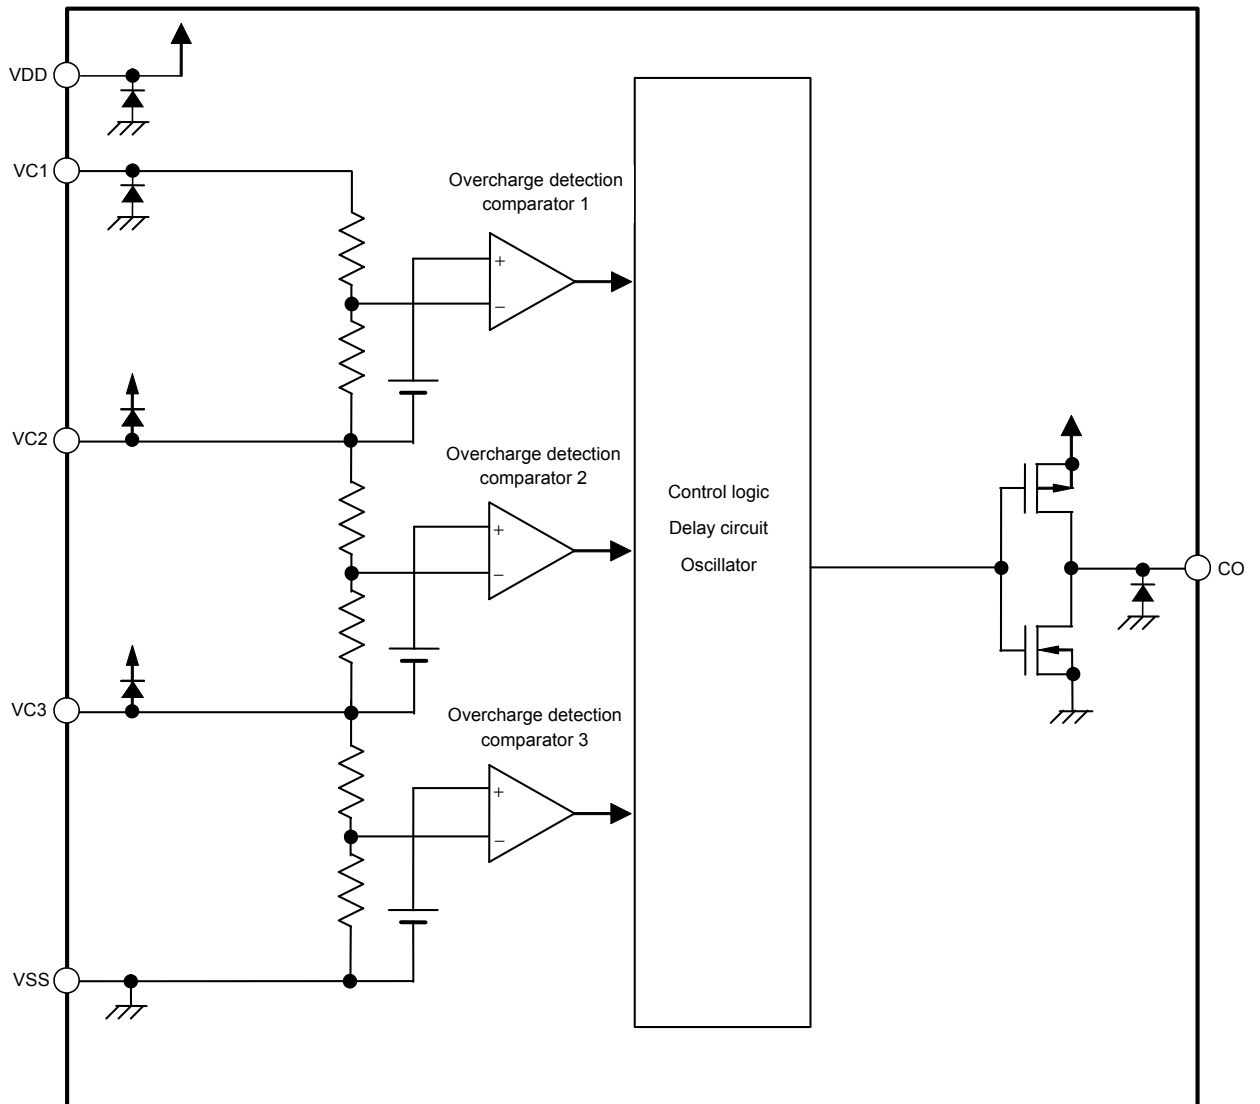 VDD
VC1
Overcharge detection
comparator 1
+
−
VC2
Overcharge detection
comparator 2
+
−
Control logic
Delay circuit
Oscillator
CO
VC3
Overcharge detection
comparator 3
+
−
VSS